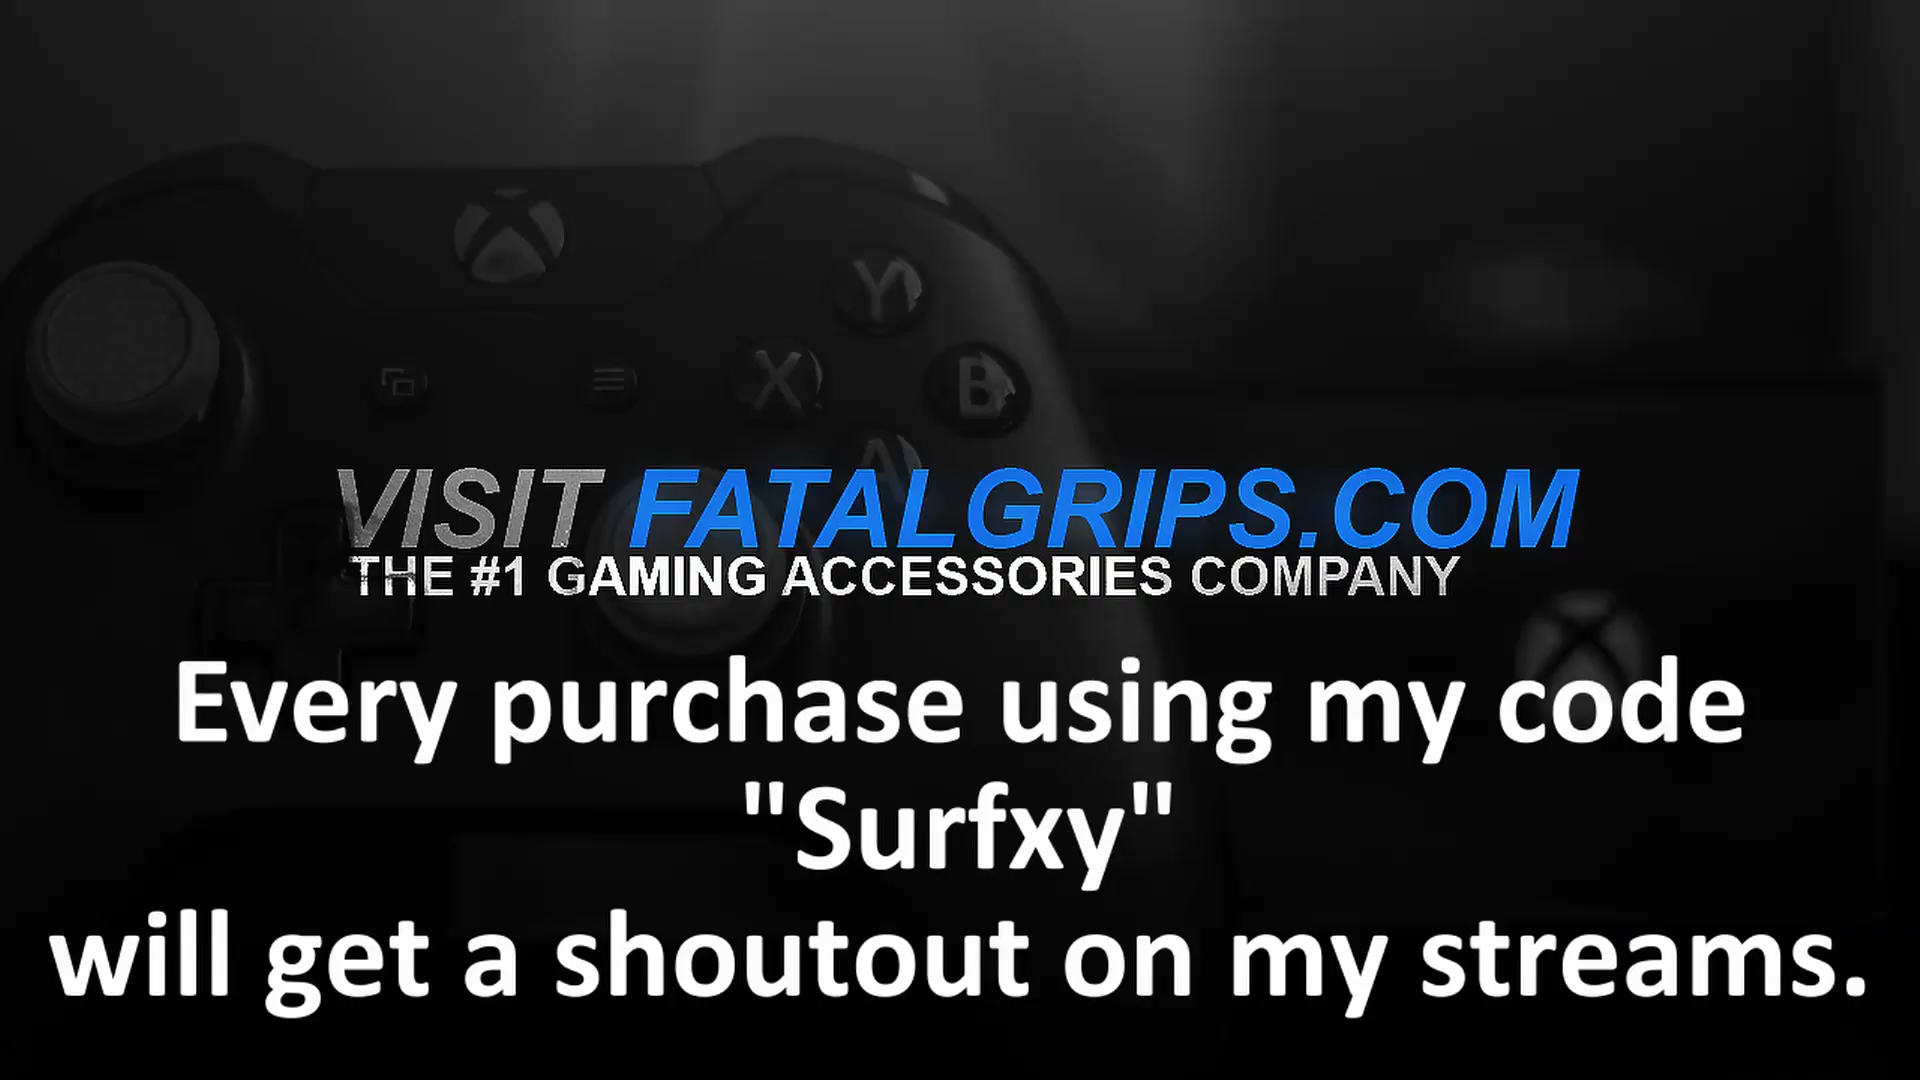 Y
X
B
A
VISIT FATALGRIPS.COM
THE #1 GAMING ACCESSORIES COMPANY
Every purchase using my code
"Surfxy"
will get a shoutout on my streams.